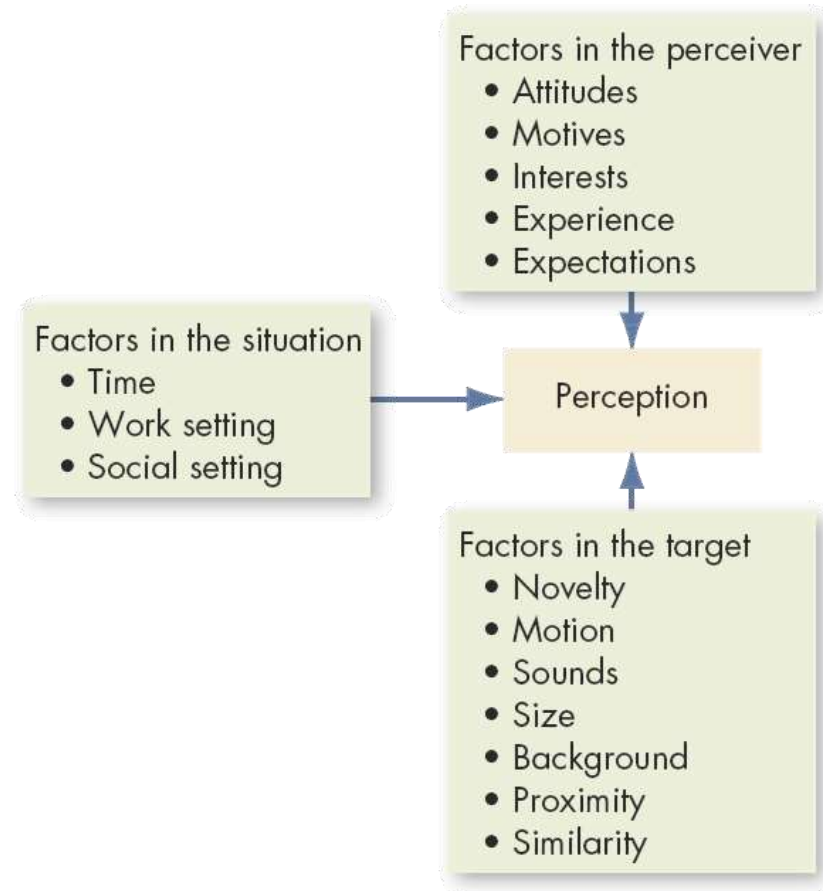 Factors in the perceiver
• Attitudes
• Motives
• Interests
• Experience
• Expectations
Factors in the situation
• Time
• Work setting
• Social setting
Perception
Factors in the target
• Novelty
• Motion
• Sounds
• Size
• Background
• Proximity
• Similarity